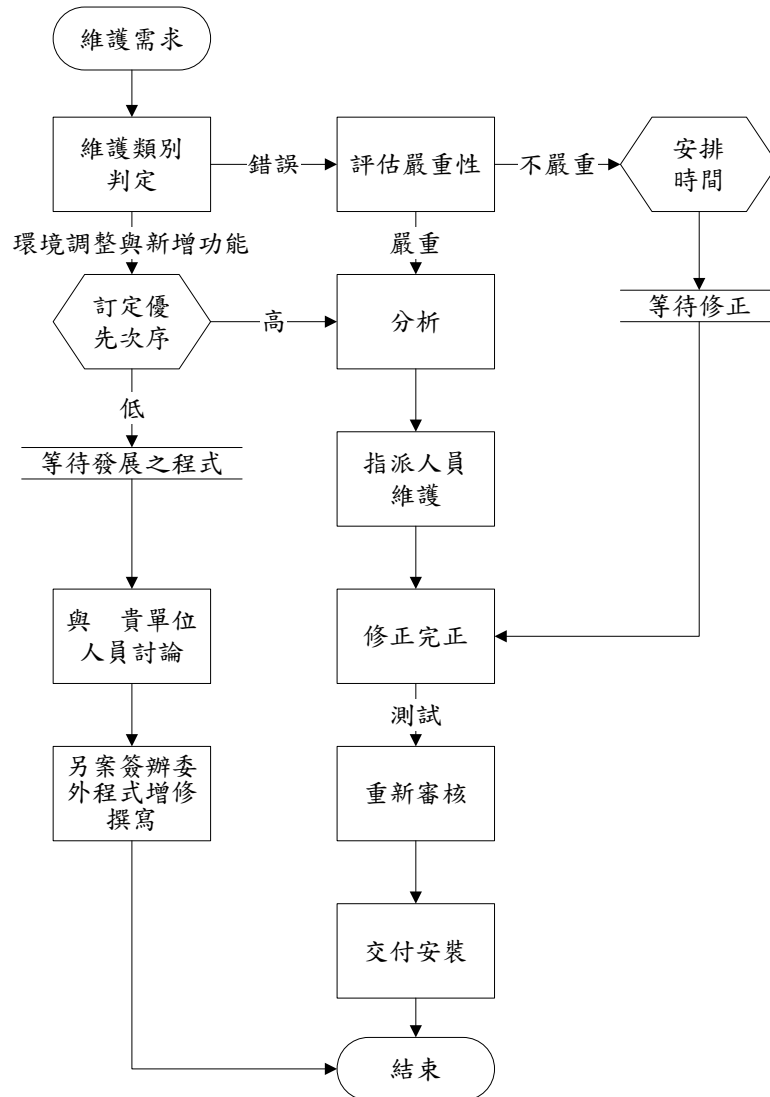 維護需求
維護類別
判定
錯誤
評估嚴重性
不嚴重
安排
時間
環境調整與新增功能
嚴重
等待修正
訂定優
先次序
高
分析
低
等待發展之程式
指派人員
維護
與　貴單位
人員討論
修正完正
測試
另案簽辦委
外程式增修
撰寫
重新審核
交付安裝
結束